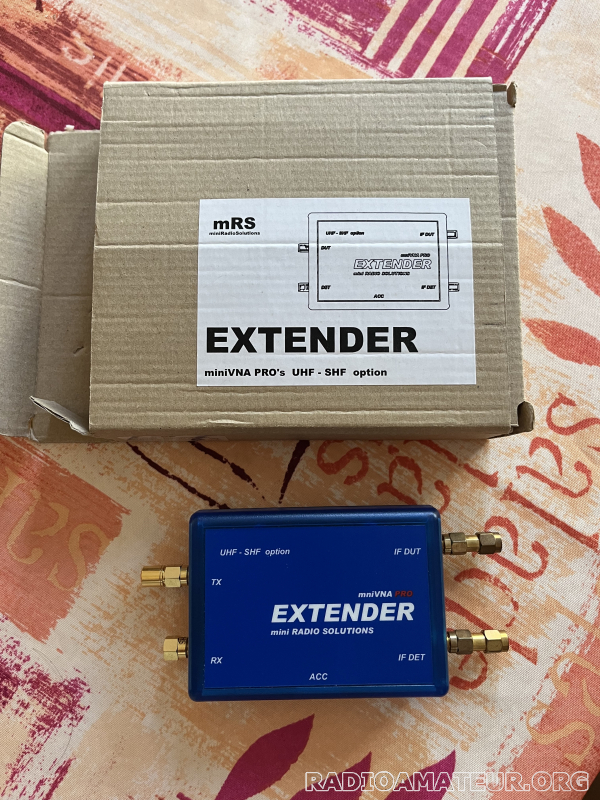 mRS
miniRadioSolutions
UHF - SHF option
IF DUT
DUT
miniVNA PRO
EXTENDER
mini RADIO SOLUTIONS
DET
IF DET
ACC
EXTENDER
miniVNA PRO's UHF - SHF option
UHF - SHF option
IF DUT
TX
mniVNA PRO
EXTENDER
mini RADIO SOLUTIONS
RX
IF DET
ACC
RADIOAMATEUR.ORG